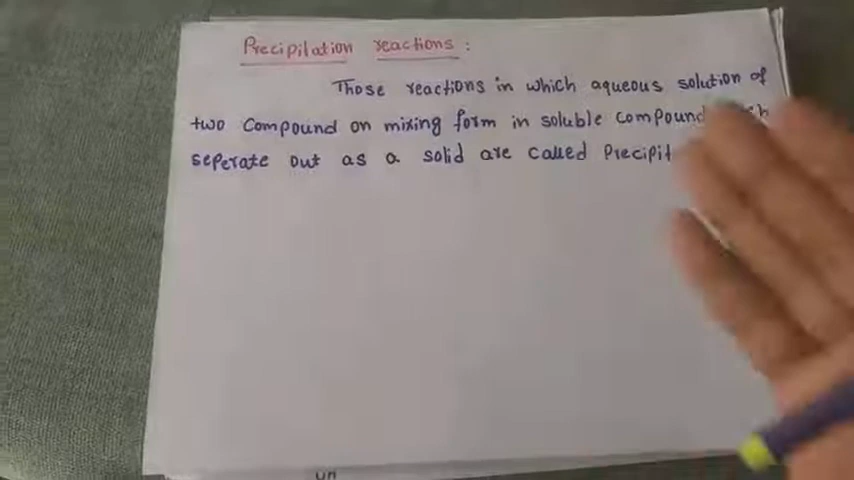 Precipitation reactions :
Those reactions in which aqueous solution of
two compound on mixing form in soluble compound
seperate out as a solid are called
un